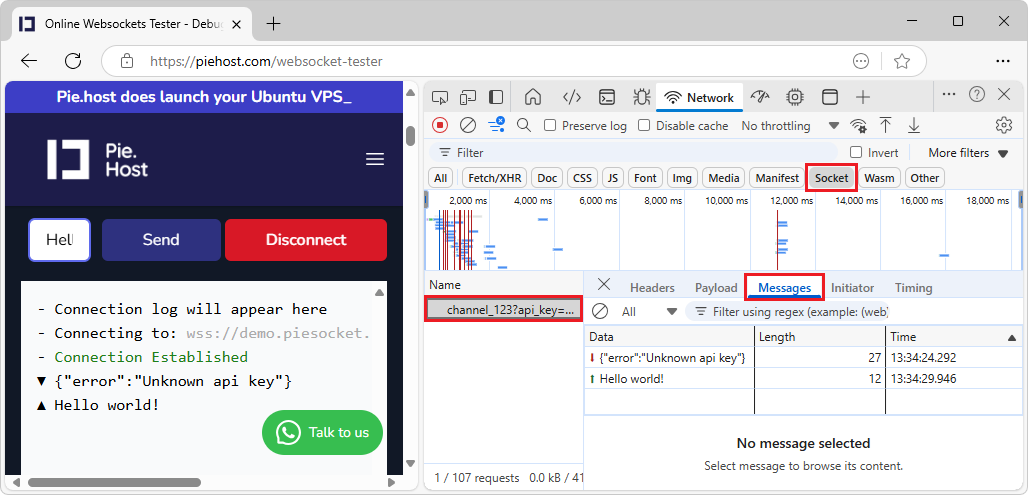 Online Websockets Tester - Debug
https://piehost.com/websocket-tester
Pie.host does launch your Ubuntu VPS_
Pie.
Host
Hell
Send
Disconnect
- Connection log will appear here
- Connecting to: wss://demo.piesocket.
- Connection Established
▼ {"error":"Unknown api key"}
▲ Hello world!
Talk to us
Network
Preserve log
Disable cache
No throttling
Filter
Invert
More filters
All
Fetch/XHR
Doc
CSS
JS
Font
Img
Media
Manifest
Socket
Wasm
Other
2,000 ms
4,000 ms
6,000 ms
8,000 ms
10,000 ms
12,000 ms
14,000 ms
16,000 ms
18,000 ms
Name
channel_123?api_key=...
1 / 107 requests
0.0 kB / 41
Headers
Payload
Messages
Initiator
Timing
All
Filter using regex (example: (web)
Data
Length
Time
{"error":"Unknown api key"}
27
13:34:24.292
Hello world!
12
13:34:29.946
No message selected
Select message to browse its content.